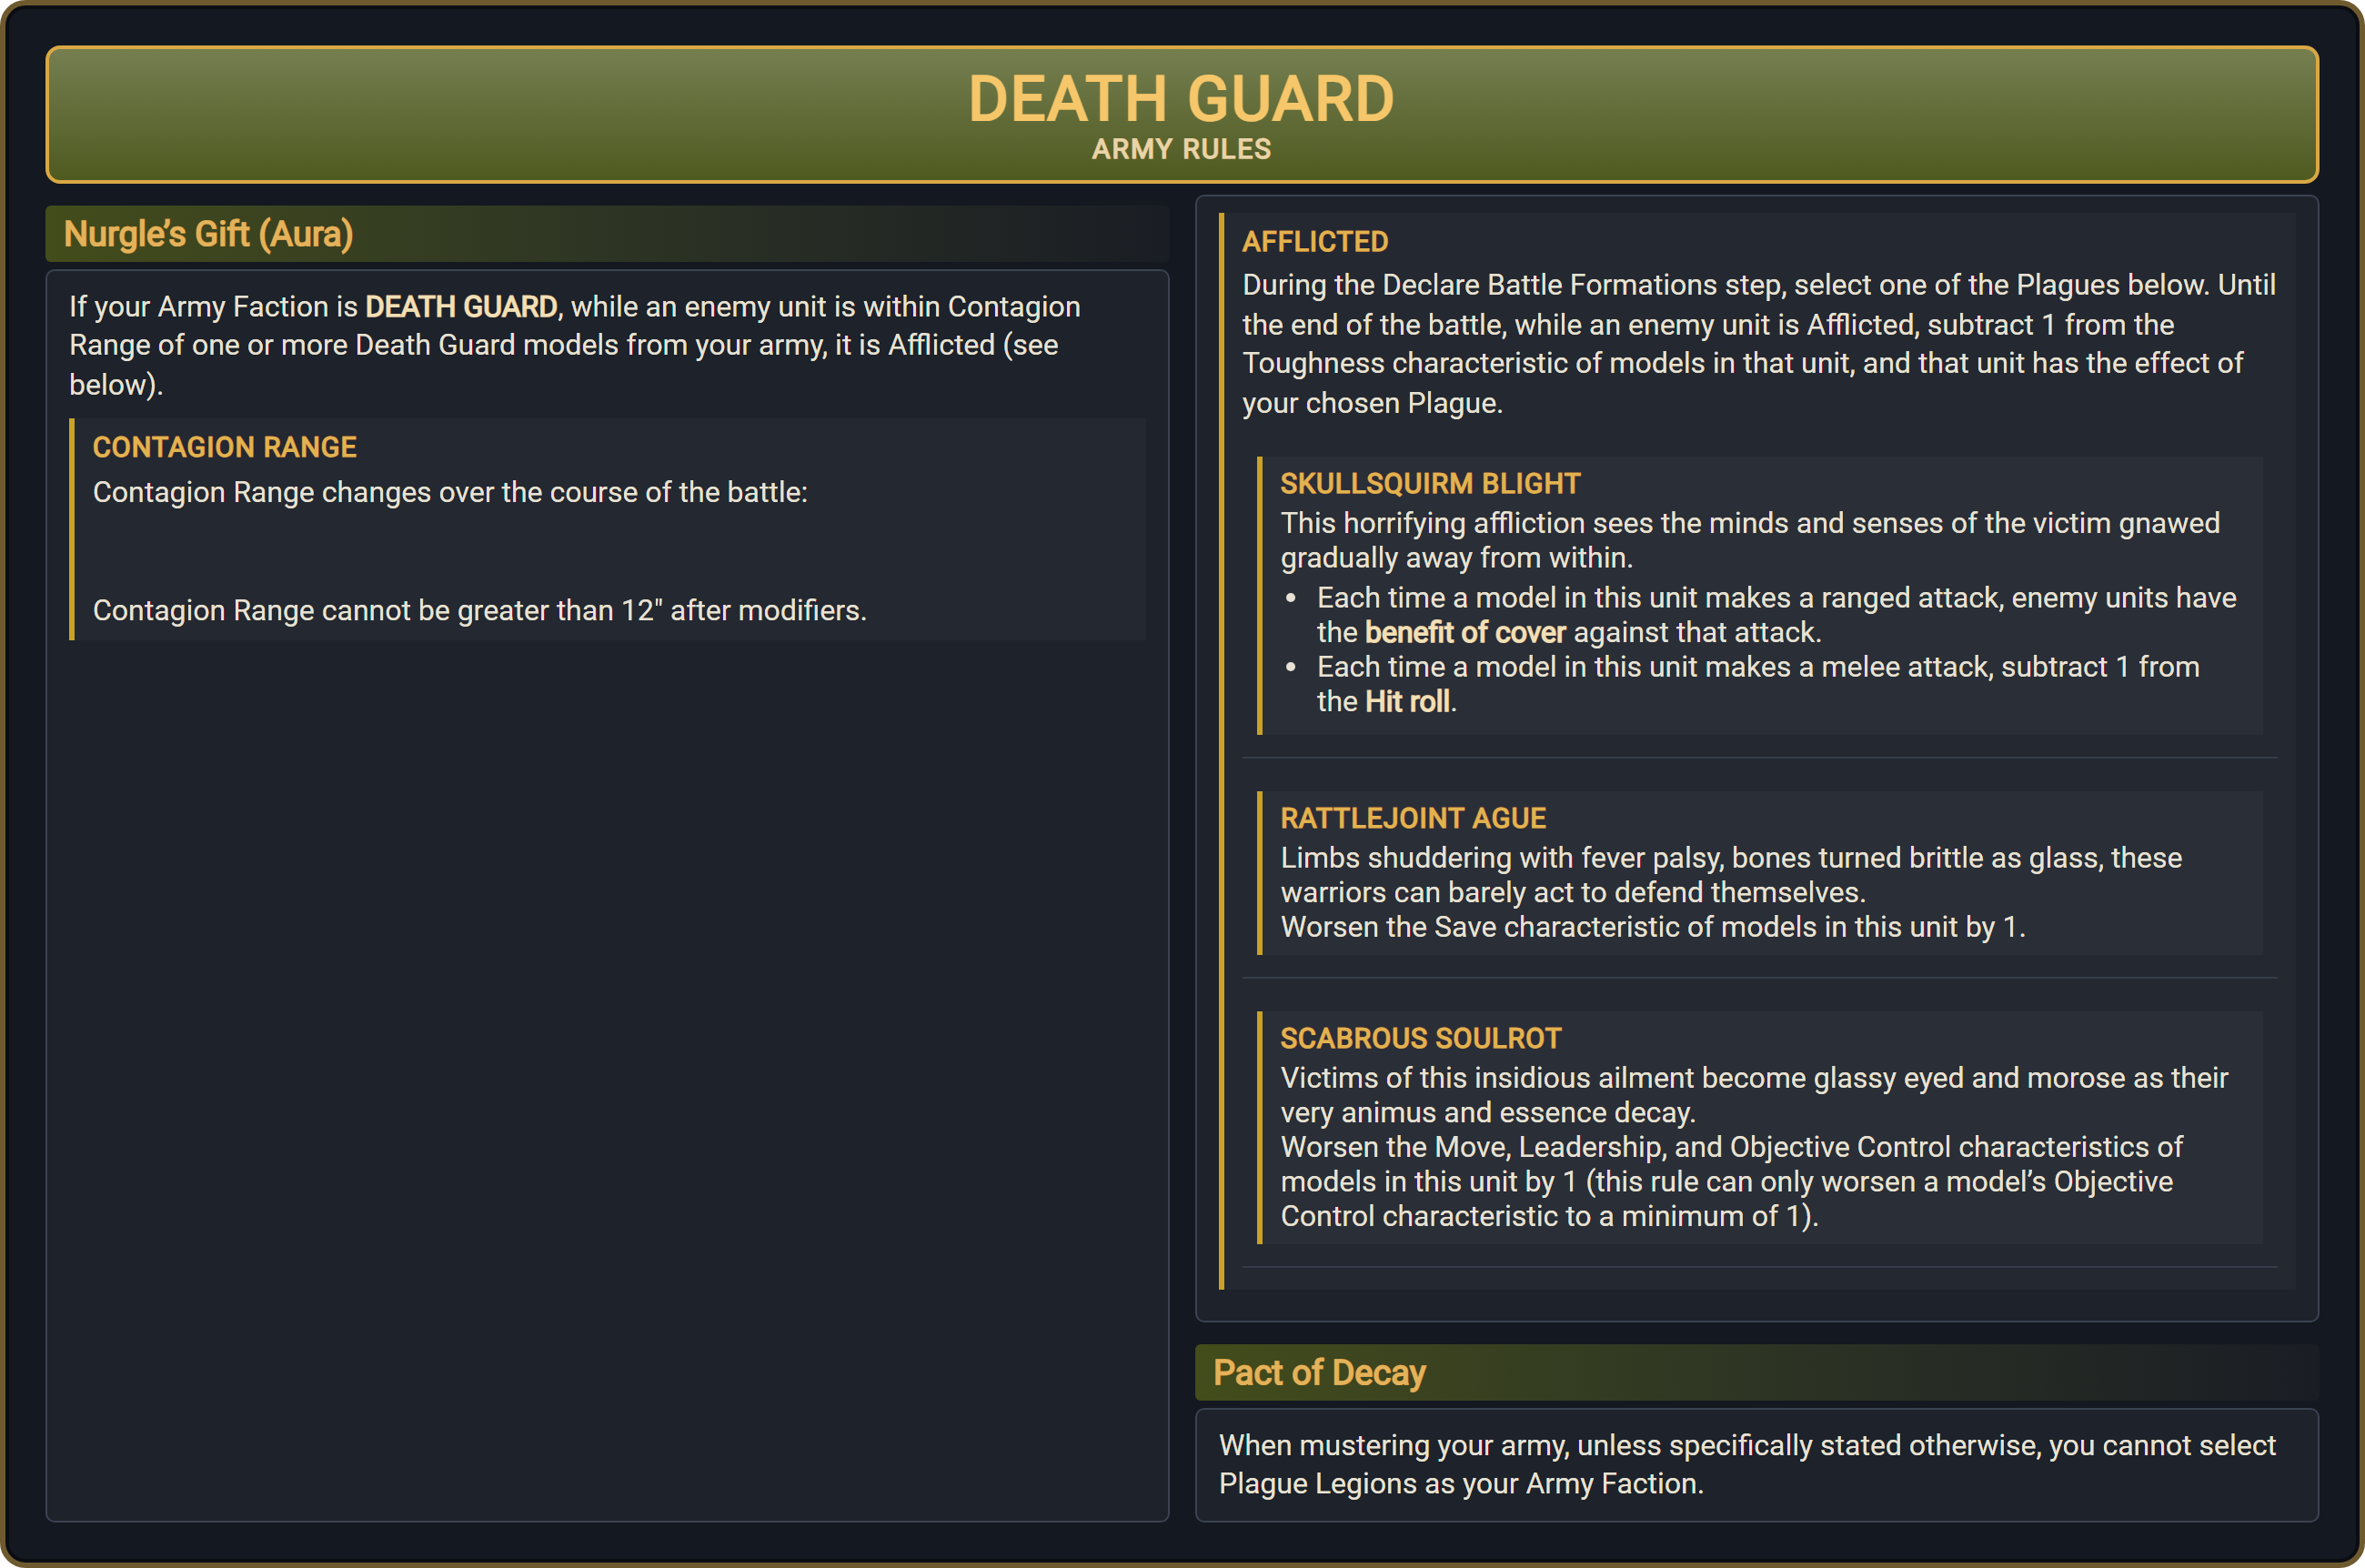 DEATH GUARD
ARMY RULES
Nurgle’s Gift (Aura)
If your Army Faction is DEATH GUARD, while an enemy unit is within Contagion
Range of one or more Death Guard models from your army, it is Afflicted (see
below).
CONTAGION RANGE
Contagion Range changes over the course of the battle:
Contagion Range cannot be greater than 12" after modifiers.
AFFLICTED
During the Declare Battle Formations step, select one of the Plagues below. Until
the end of the battle, while an enemy unit is Afflicted, subtract 1 from the
Toughness characteristic of models in that unit, and that unit has the effect of
your chosen Plague.
SKULLSQUIRM BLIGHT
This horrifying affliction sees the minds and senses of the victim gnawed
gradually away from within.
• Each time a model in this unit makes a ranged attack, enemy units have
the benefit of cover against that attack.
• Each time a model in this unit makes a melee attack, subtract 1 from
the Hit roll.
RATTLEJOINT AGUE
Limbs shuddering with fever palsy, bones turned brittle as glass, these
warriors can barely act to defend themselves.
Worsen the Save characteristic of models in this unit by 1.
SCABROUS SOULROT
Victims of this insidious ailment become glassy eyed and morose as their
very animus and essence decay.
Worsen the Move, Leadership, and Objective Control characteristics of
models in this unit by 1 (this rule can only worsen a model’s Objective
Control characteristic to a minimum of 1).
Pact of Decay
When mustering your army, unless specifically stated otherwise, you cannot select
Plague Legions as your Army Faction.